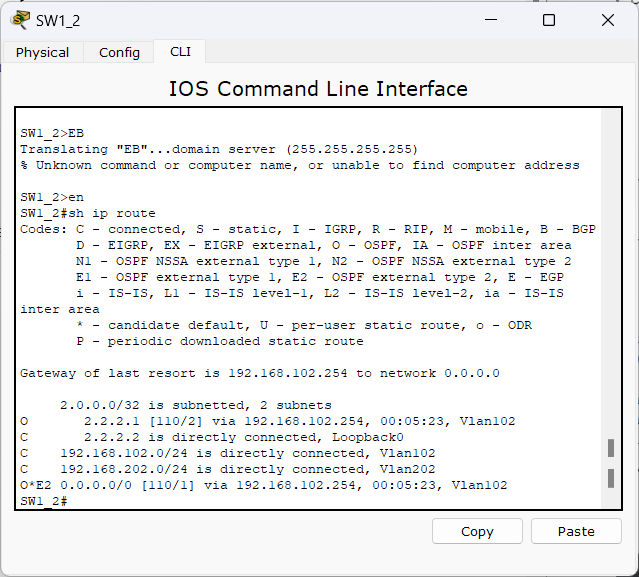 SW1_2
Physical Config CLI
IOS Command Line Interface
SW1_2>EB
Translating "EB"...domain server (255.255.255.255)
% Unknown command or computer name, or unable to find computer address
SW1_2>en
SW1_2#sh ip route
Codes: C - connected, S - static, I - IGRP, R - RIP, M - mobile, B - BGP
D - EIGRP, EX - EIGRP external, O - OSPF, IA - OSPF inter area
N1 - OSPF NSSA external type 1, N2 - OSPF NSSA external type 2
E1 - OSPF external type 1, E2 - OSPF external type 2, E - EGP
i - IS-IS, L1 - IS-IS level-1, L2 - IS-IS level-2, ia - IS-IS
inter area
* - candidate default, U - per-user static route, o - ODR
P - periodic downloaded static route
Gateway of last resort is 192.168.102.254 to network 0.0.0.0
2.0.0.0/32 is subnetted, 2 subnets
O 2.2.2.1 [110/2] via 192.168.102.254, 00:05:23, Vlan102
C 2.2.2.2 is directly connected, Loopback0
C 192.168.102.0/24 is directly connected, Vlan102
C 192.168.202.0/24 is directly connected, Vlan202
O*E2 0.0.0.0/0 [110/1] via 192.168.102.254, 00:05:23, Vlan102
SW1_2#
Copy Paste